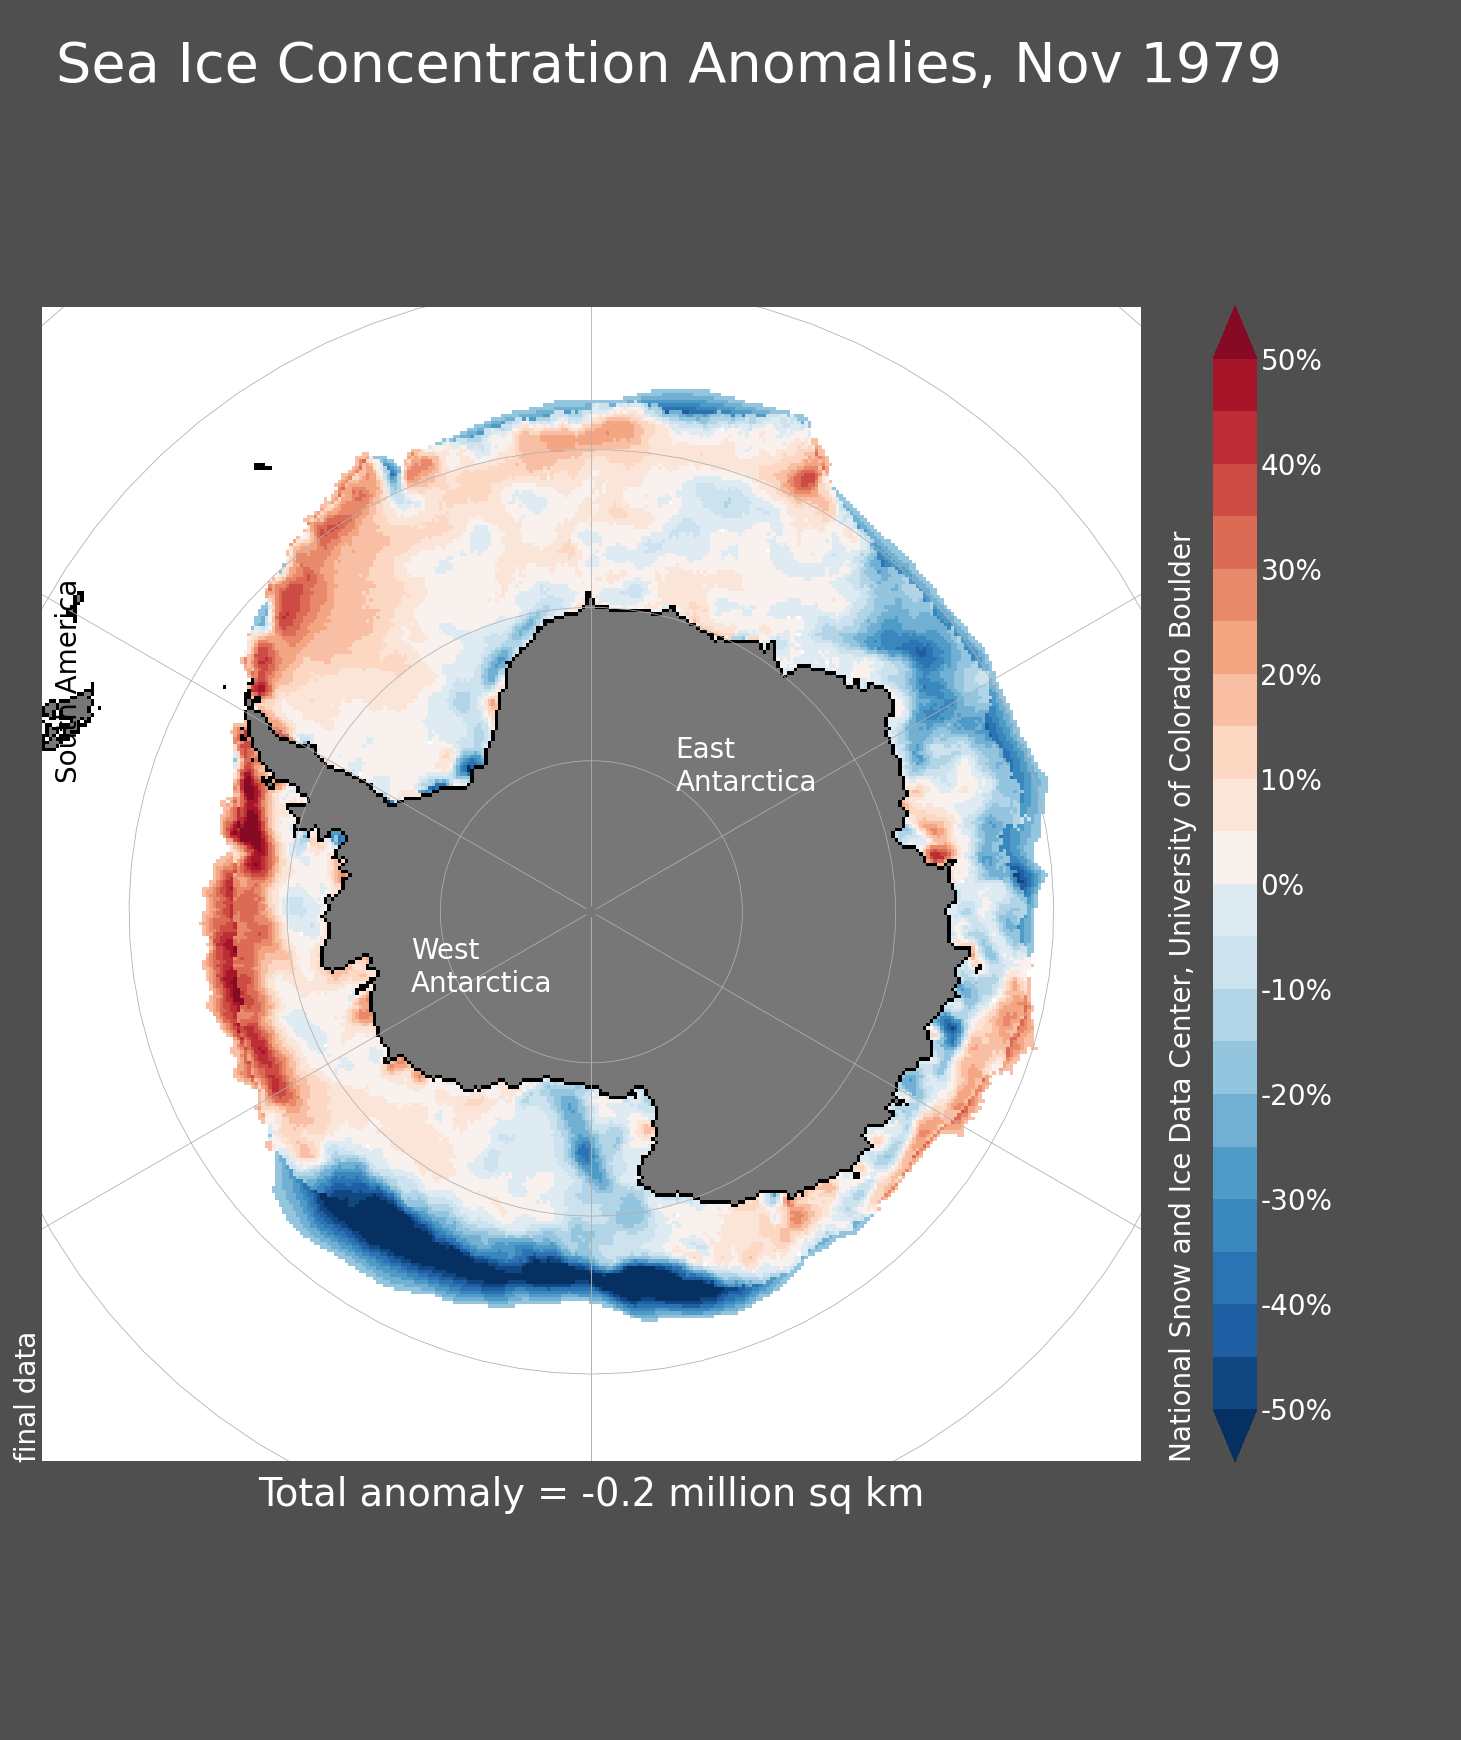 Sea Ice Concentration Anomalies, Nov 1979
South America
East
Antarctica
West
Antarctica
final data
National Snow and Ice Data Center, University of Colorado Boulder
50%
40%
30%
20%
10%
0%
-10%
-20%
-30%
-40%
-50%
Total anomaly = -0.2 million sq km